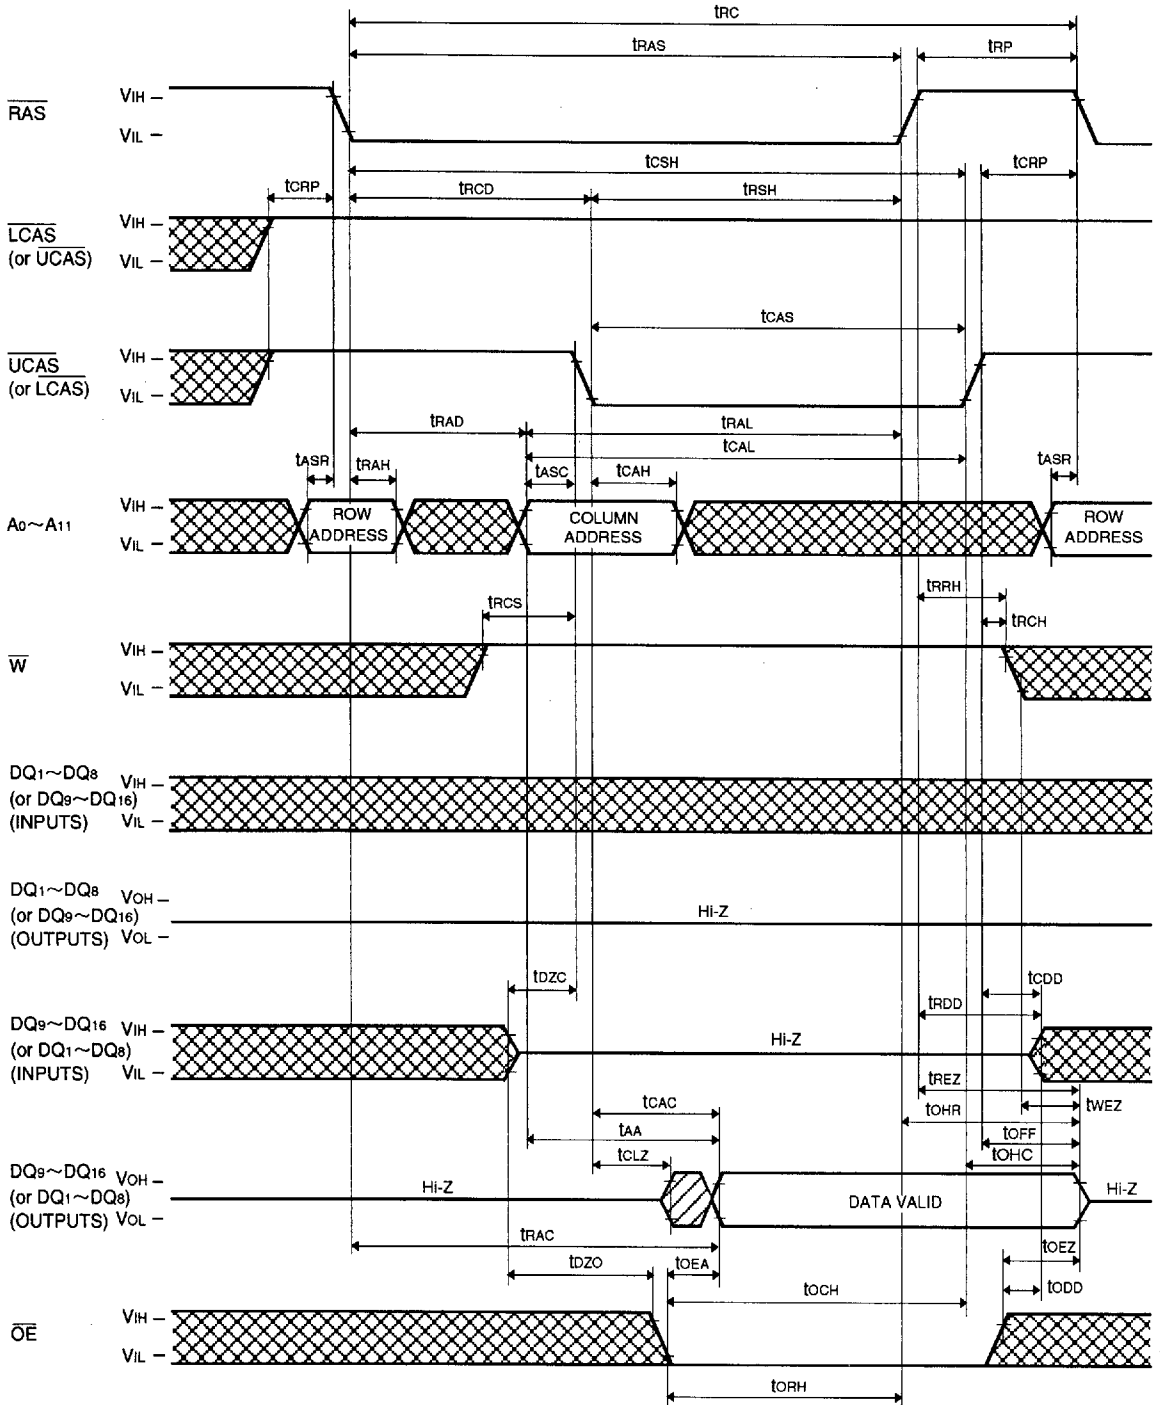 tRC
tRAS
tRP
RAS
VIH
VIL
tCSH
tCRP
tCRP
tRCD
tRSH
LCAS
(or UCAS)
VIH
VIL
tCAS
UCAS
(or LCAS)
VIH
VIL
tRAD
tRAL
tCAL
tASR
tRAH
tASC
tCAH
tASR
A0~A11
VIH
VIL
ROW
ADDRESS
COLUMN
ADDRESS
ROW
ADDRESS
tRRH
tRCS
tRCH
W
VIH
VIL
DQ1~DQ8
(or DQ9~DQ16)
(INPUTS)
VIH
VIL
DQ1~DQ8
(or DQ9~DQ16)
(OUTPUTS)
VOH
VOL
Hi-Z
tDZC
tCDD
tRDD
DQ9~DQ16
(or DQ1~DQ8)
(INPUTS)
VIH
VIL
Hi-Z
tREZ
tCAC
tWEZ
tOHR
tAA
tOFF
tCLZ
tOHC
DQ9~DQ16
(or DQ1~DQ8)
(OUTPUTS)
VOH
VOL
Hi-Z
DATA VALID
Hi-Z
tRAC
tOEZ
tDZO
tOEA
tOCH
tODD
OE
VIH
VIL
tORH